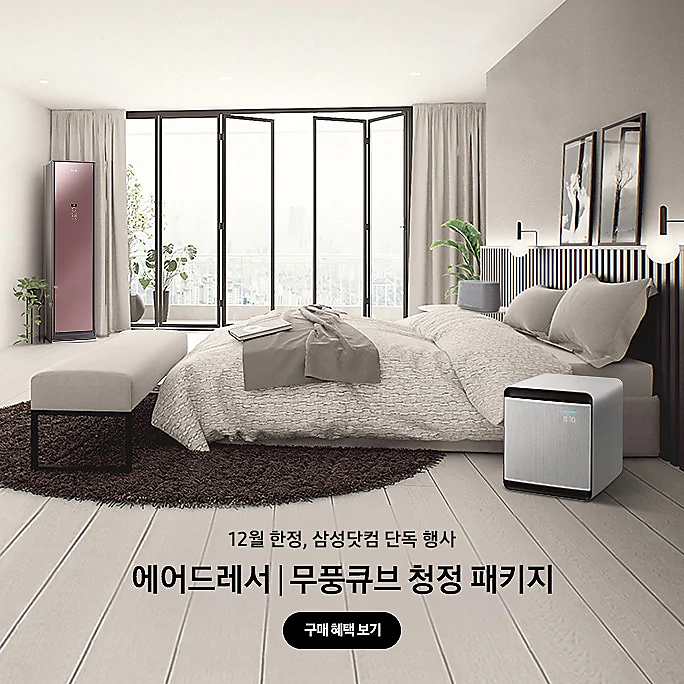 12월 한정, 삼성닷컴 단독 행사
에어드레서 | 무풍큐브 청정 패키지
구매 혜택 보기